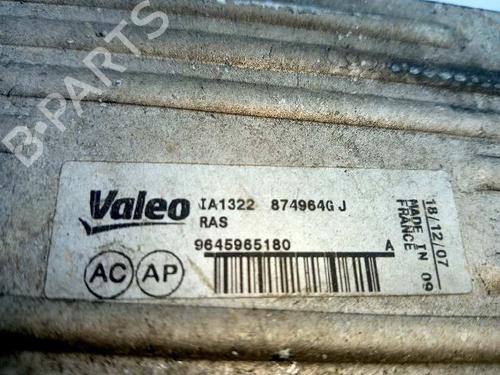 B-PARTS
Valeo
IA1322 874964G J
RAS
9645965180 A
AC AP
18/12/07
MADE IN
FRANCE 09